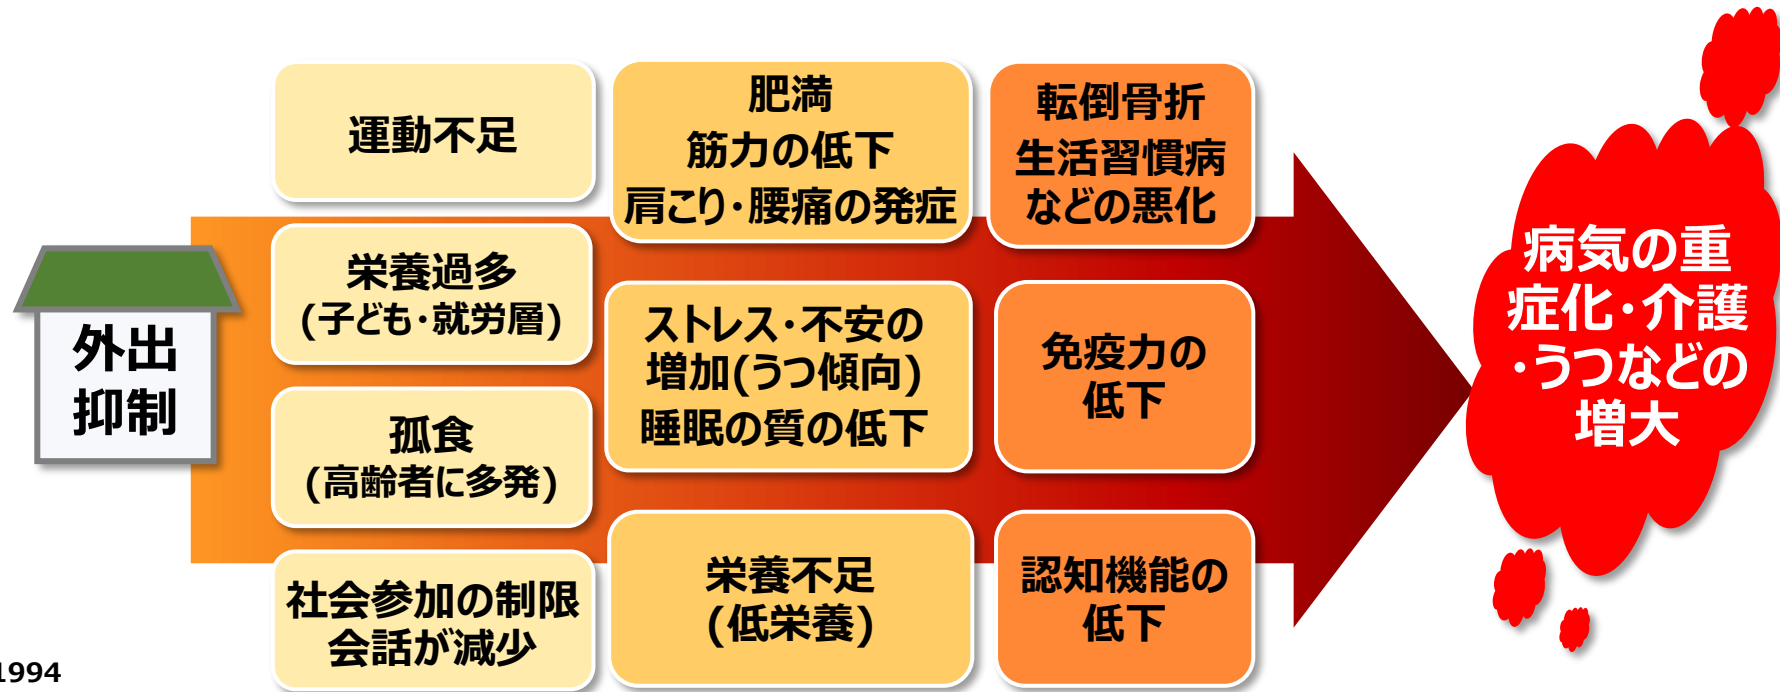 外出
抑制
運動不足
栄養過多
(子ども・就労層)
孤食
(高齢者に多発)
社会参加の制限
会話が減少
肥満
筋力の低下
肩こり・腰痛の発症
ストレス・不安の
増加(うつ傾向)
睡眠の質の低下
栄養不足
(低栄養)
転倒骨折
生活習慣病
などの悪化
免疫力の
低下
認知機能の
低下
病気の重
症化・介護
・うつなどの
増大
1994